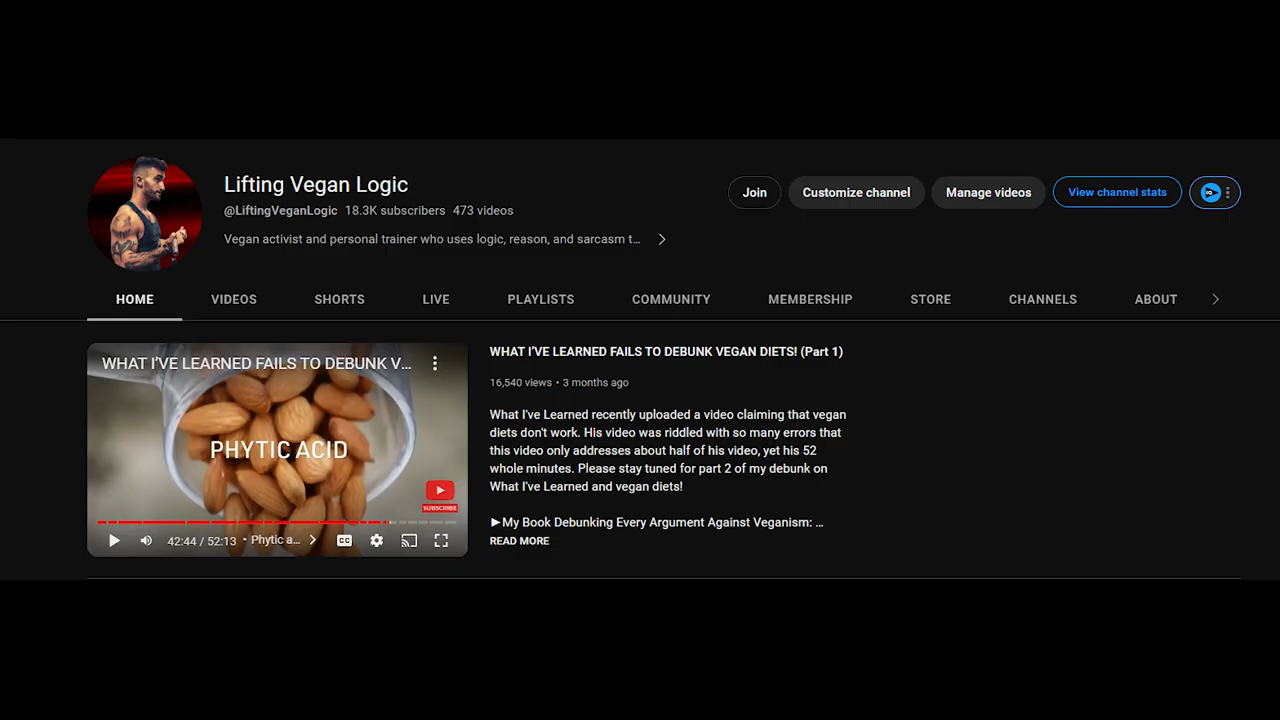 Lifting Vegan Logic
@LiftingVeganLogic 18.3K subscribers 473 videos
Vegan activist and personal trainer who uses logic, reason, and sarcasm t...
Join
Customize channel
Manage videos
View channel stats
HOME
VIDEOS
SHORTS
LIVE
PLAYLISTS
COMMUNITY
MEMBERSHIP
STORE
CHANNELS
ABOUT
WHAT I'VE LEARNED FAILS TO DEBUNK V...
PHYTIC ACID
SUBSCRIBE
42:44 / 52:13 • Phytic a...
CC
WHAT I'VE LEARNED FAILS TO DEBUNK VEGAN DIETS! (Part 1)
16,540 views • 3 months ago
What I've Learned recently uploaded a video claiming that vegan
diets don't work. His video was riddled with so many errors that
this video only addresses about half of his video, yet his 52
whole minutes. Please stay tuned for part 2 of my debunk on
What I've Learned and vegan diets!
►My Book Debunking Every Argument Against Veganism: ...
READ MORE